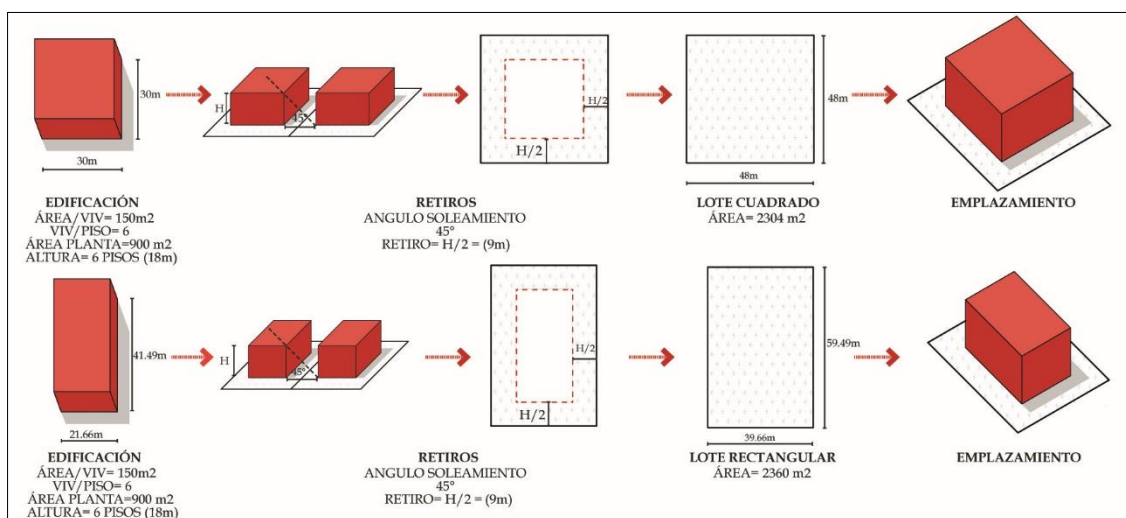 30m
30m
EDIFICACIÓN
ÁREA/VIV= 150m2
VIV/PISO= 6
ÁREA PLANTA=900 m2
ALTURA= 6 PISOS (18m)
H
45°
H/2
H/2
RETIROS
ANGULO SOLEAMIENTO
45°
RETIRO= H/2 = (9m)
48m
48m
LOTE CUADRADO
ÁREA= 2304 m2
EMPLAZAMIENTO
41.49m
21.66m
EDIFICACIÓN
ÁREA/VIV= 150m2
VIV/PISO= 6
ÁREA PLANTA=900 m2
ALTURA= 6 PISOS (18m)
H
45°
H/2
H/2
RETIROS
ANGULO SOLEAMIENTO
45°
RETIRO= H/2 = (9m)
59.49m
39.66m
LOTE RECTANGULAR
ÁREA= 2360 m2
EMPLAZAMIENTO